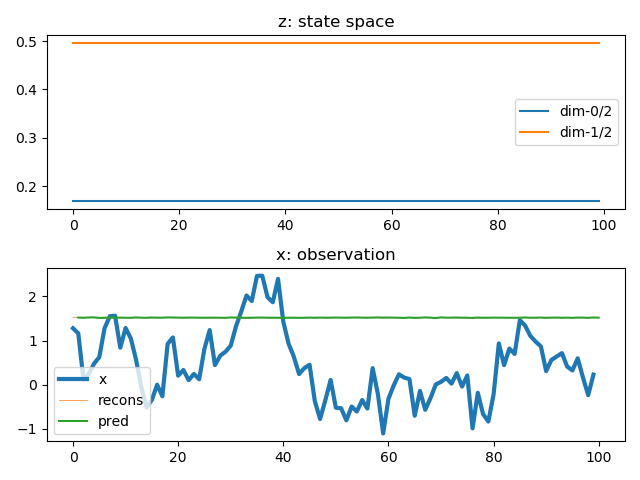 z: state space
0.5
0.4
0.3
0.2
dim-0/2
dim-1/2
0 20 40 60 80 100
x: observation
2
1
0
−1
x
recons
pred
0 20 40 60 80 100